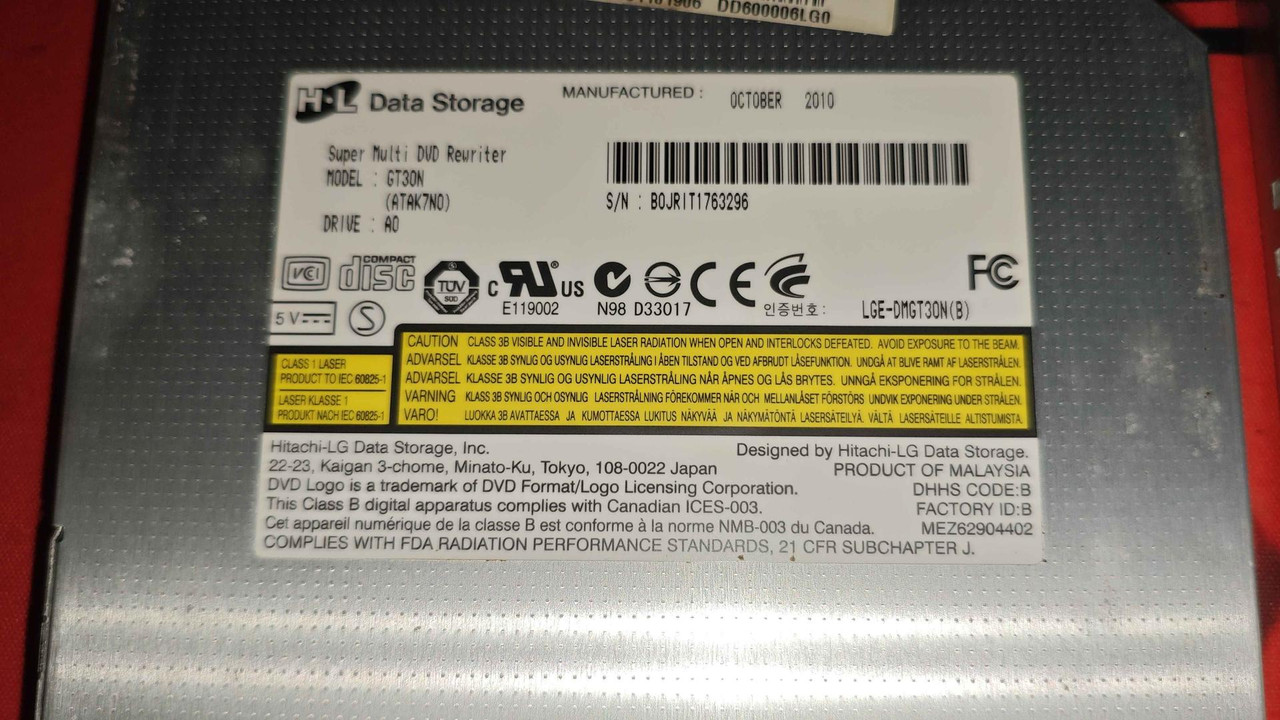 DD600006LG0
H·L Data Storage
MANUFACTURED : OCTOBER 2010
Super Multi DVD Rewriter
MODEL : GT30N
(ATAK7N0)
DRIVE : A0
S/N : B0JRIT1763296
VCCI
COMPACT
disc
TÜV
SÜD
c UL® US
E119002
N98 D33017
CE
인증번호 :
FC
LGE-DMGT30N(B)
5 V
S
CLASS 1 LASER
PRODUCT TO IEC 60825-1
LASER KLASSE 1
PRODUKT NACH IEC 60825-1
CAUTION CLASS 3B VISIBLE AND INVISIBLE LASER RADIATION WHEN OPEN AND INTERLOCKS DEFEATED. AVOID EXPOSURE TO THE BEAM.
ADVARSEL KLASSE 3B SYNLIG OG USYNLIG LASERSTRÅLING I ÅBEN TILSTAND OG VED AFBRUDT LÅSEFUNKTION. UNDGÅ AT BLIVE RAMT AF LASERSTRÅLEN.
ADVARSEL KLASSE 3B SYNLIG OG USYNLIG LASERSTRÅLING NÅR ÅPNES OG LÅS BRYTES. UNNGÅ EKSPONERING FOR STRÅLEN.
VARNING KLASS 3B SYNLIG OCH OSYNLIG LASERSTRÅLNING FÖREKOMMER NÄR OCH MELLANLÅSET FÖRSTÖRS UNDVIK EXPONERING UNDER STRÅLEN.
VARO! LUOKKA 3B AVATTAESSA JA KUMOTTAESSA LUKITUS NÄKYVÄÄ JA NÄKYMÄTÖNTÄ LASERSÄTEILYÄ. VÄLTÄ LASERSÄTEILLE ALTISTUMISTA.
Hitachi-LG Data Storage, Inc.
22-23, Kaigan 3-chome, Minato-Ku, Tokyo, 108-0022 Japan
DVD Logo is a trademark of DVD Format/Logo Licensing Corporation.
This Class B digital apparatus complies with Canadian ICES-003.
Cet appareil numérique de la classe B est conforme à la norme NMB-003 du Canada.
COMPLIES WITH FDA RADIATION PERFORMANCE STANDARDS, 21 CFR SUBCHAPTER J.
Designed by Hitachi-LG Data Storage.
PRODUCT OF MALAYSIA
DHHS CODE:B
FACTORY ID:B
MEZ62904402